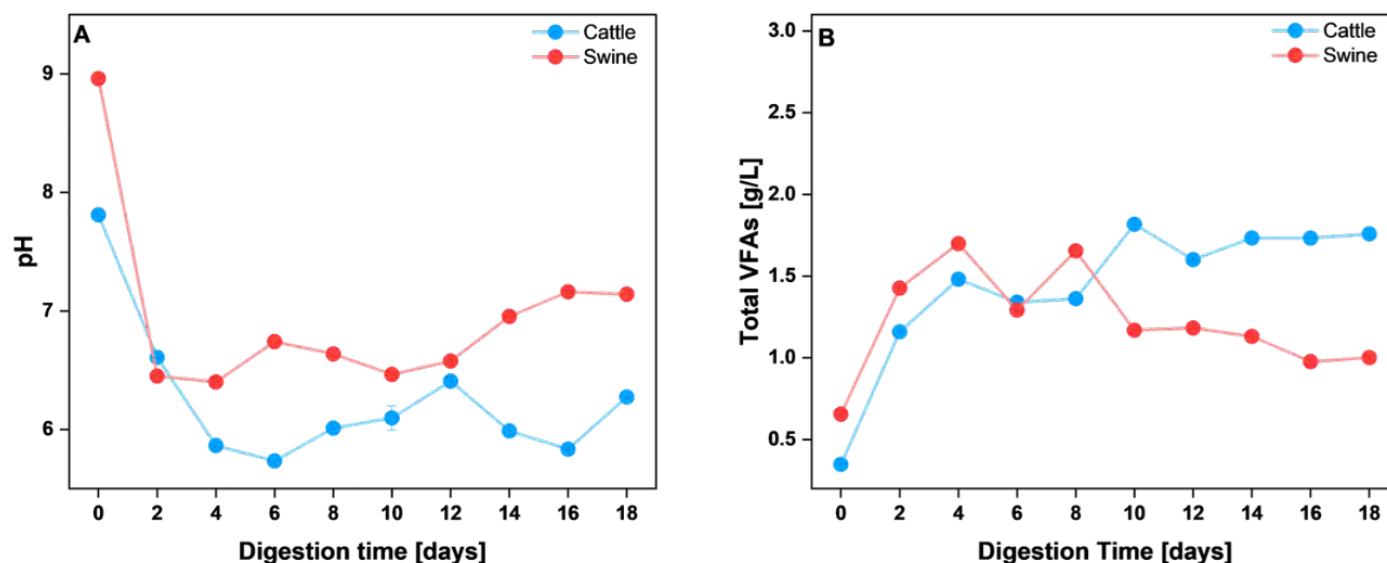 A
Cattle
Swine
9
8
7
6
pH
0 2 4 6 8 10 12 14 16 18
Digestion time [days]
B
Cattle
Swine
3.0
2.5
2.0
1.5
1.0
0.5
Total VFAs [g/L]
0 2 4 6 8 10 12 14 16 18
Digestion Time [days]